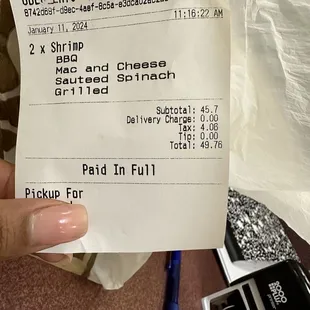 January 11, 2024 11:16:22 AM
2 x Shrimp
BBQ
Mac and Cheese
Sauteed Spinach
Grilled
Subtotal: 45.7
Delivery Charge: 0.00
Tax: 4.06
Tip: 0.00
Total: 49.76
Paid In Full
Pickup For